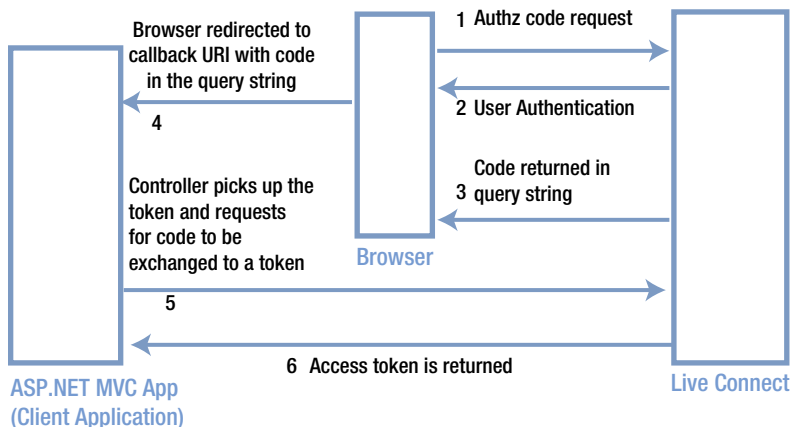 1 Authz code request
Browser redirected to
callback URI with code
in the query string
4
2 User Authentication
Code returned in
3 query string
Controller picks up the
token and requests
for code to be
exchanged to a token
Browser
5
6 Access token is returned
ASP.NET MVC App
(Client Application)
Live Connect